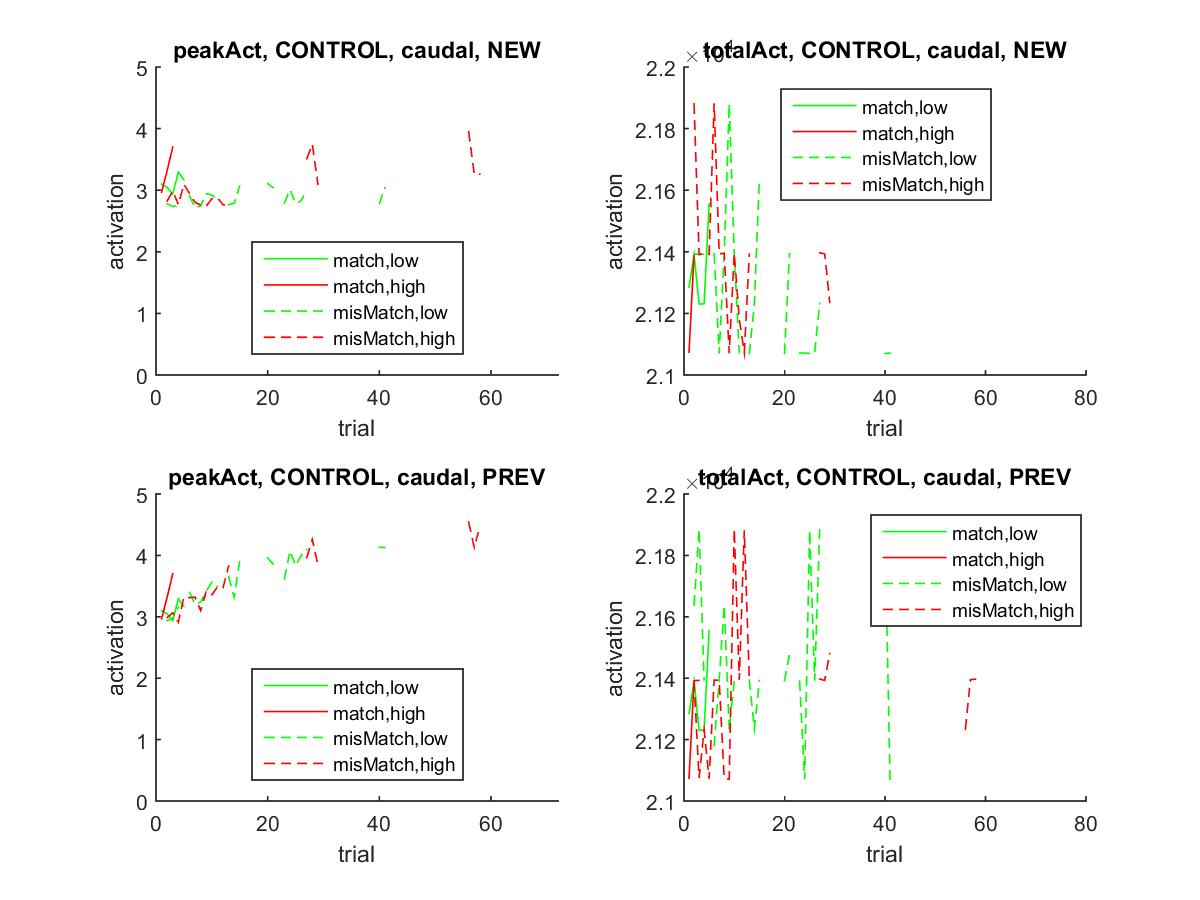 peakAct, CONTROL, caudal, NEW
5
4
3
2
1
0
activation
0 20 40 60
trial
match,low
match,high
misMatch,low
misMatch,high
totalAct, CONTROL, caudal, NEW
×10⁴
2.2
2.18
2.16
2.14
2.12
2.1
activation
0 20 40 60 80
trial
match,low
match,high
misMatch,low
misMatch,high
peakAct, CONTROL, caudal, PREV
5
4
3
2
1
0
activation
0 20 40 60
trial
match,low
match,high
misMatch,low
misMatch,high
totalAct, CONTROL, caudal, PREV
×10⁴
2.2
2.18
2.16
2.14
2.12
2.1
activation
0 20 40 60 80
trial
match,low
match,high
misMatch,low
misMatch,high